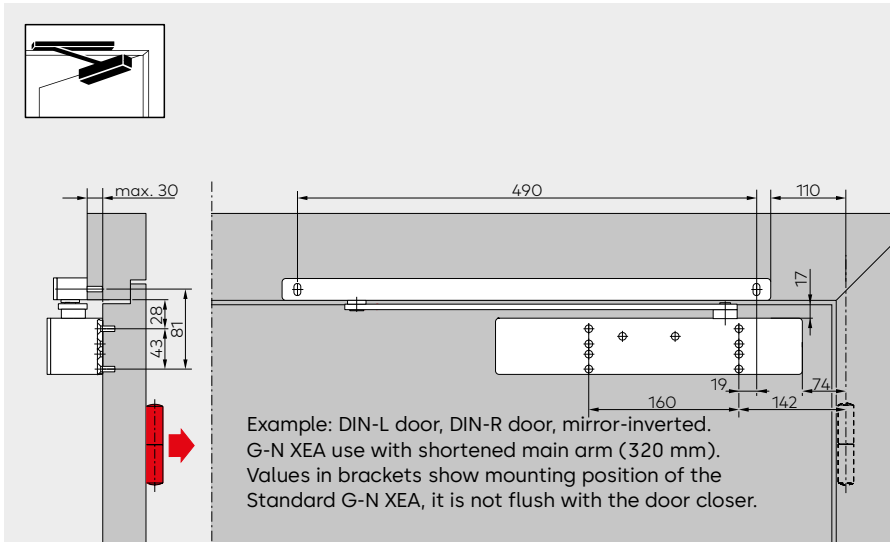 max. 30
490
110
17
28
81
43
19
74
160
142
Example: DIN-L door, DIN-R door, mirror-inverted.
G-N XEA use with shortened main arm (320 mm).
Values in brackets show mounting position of the
Standard G-N XEA, it is not flush with the door closer.